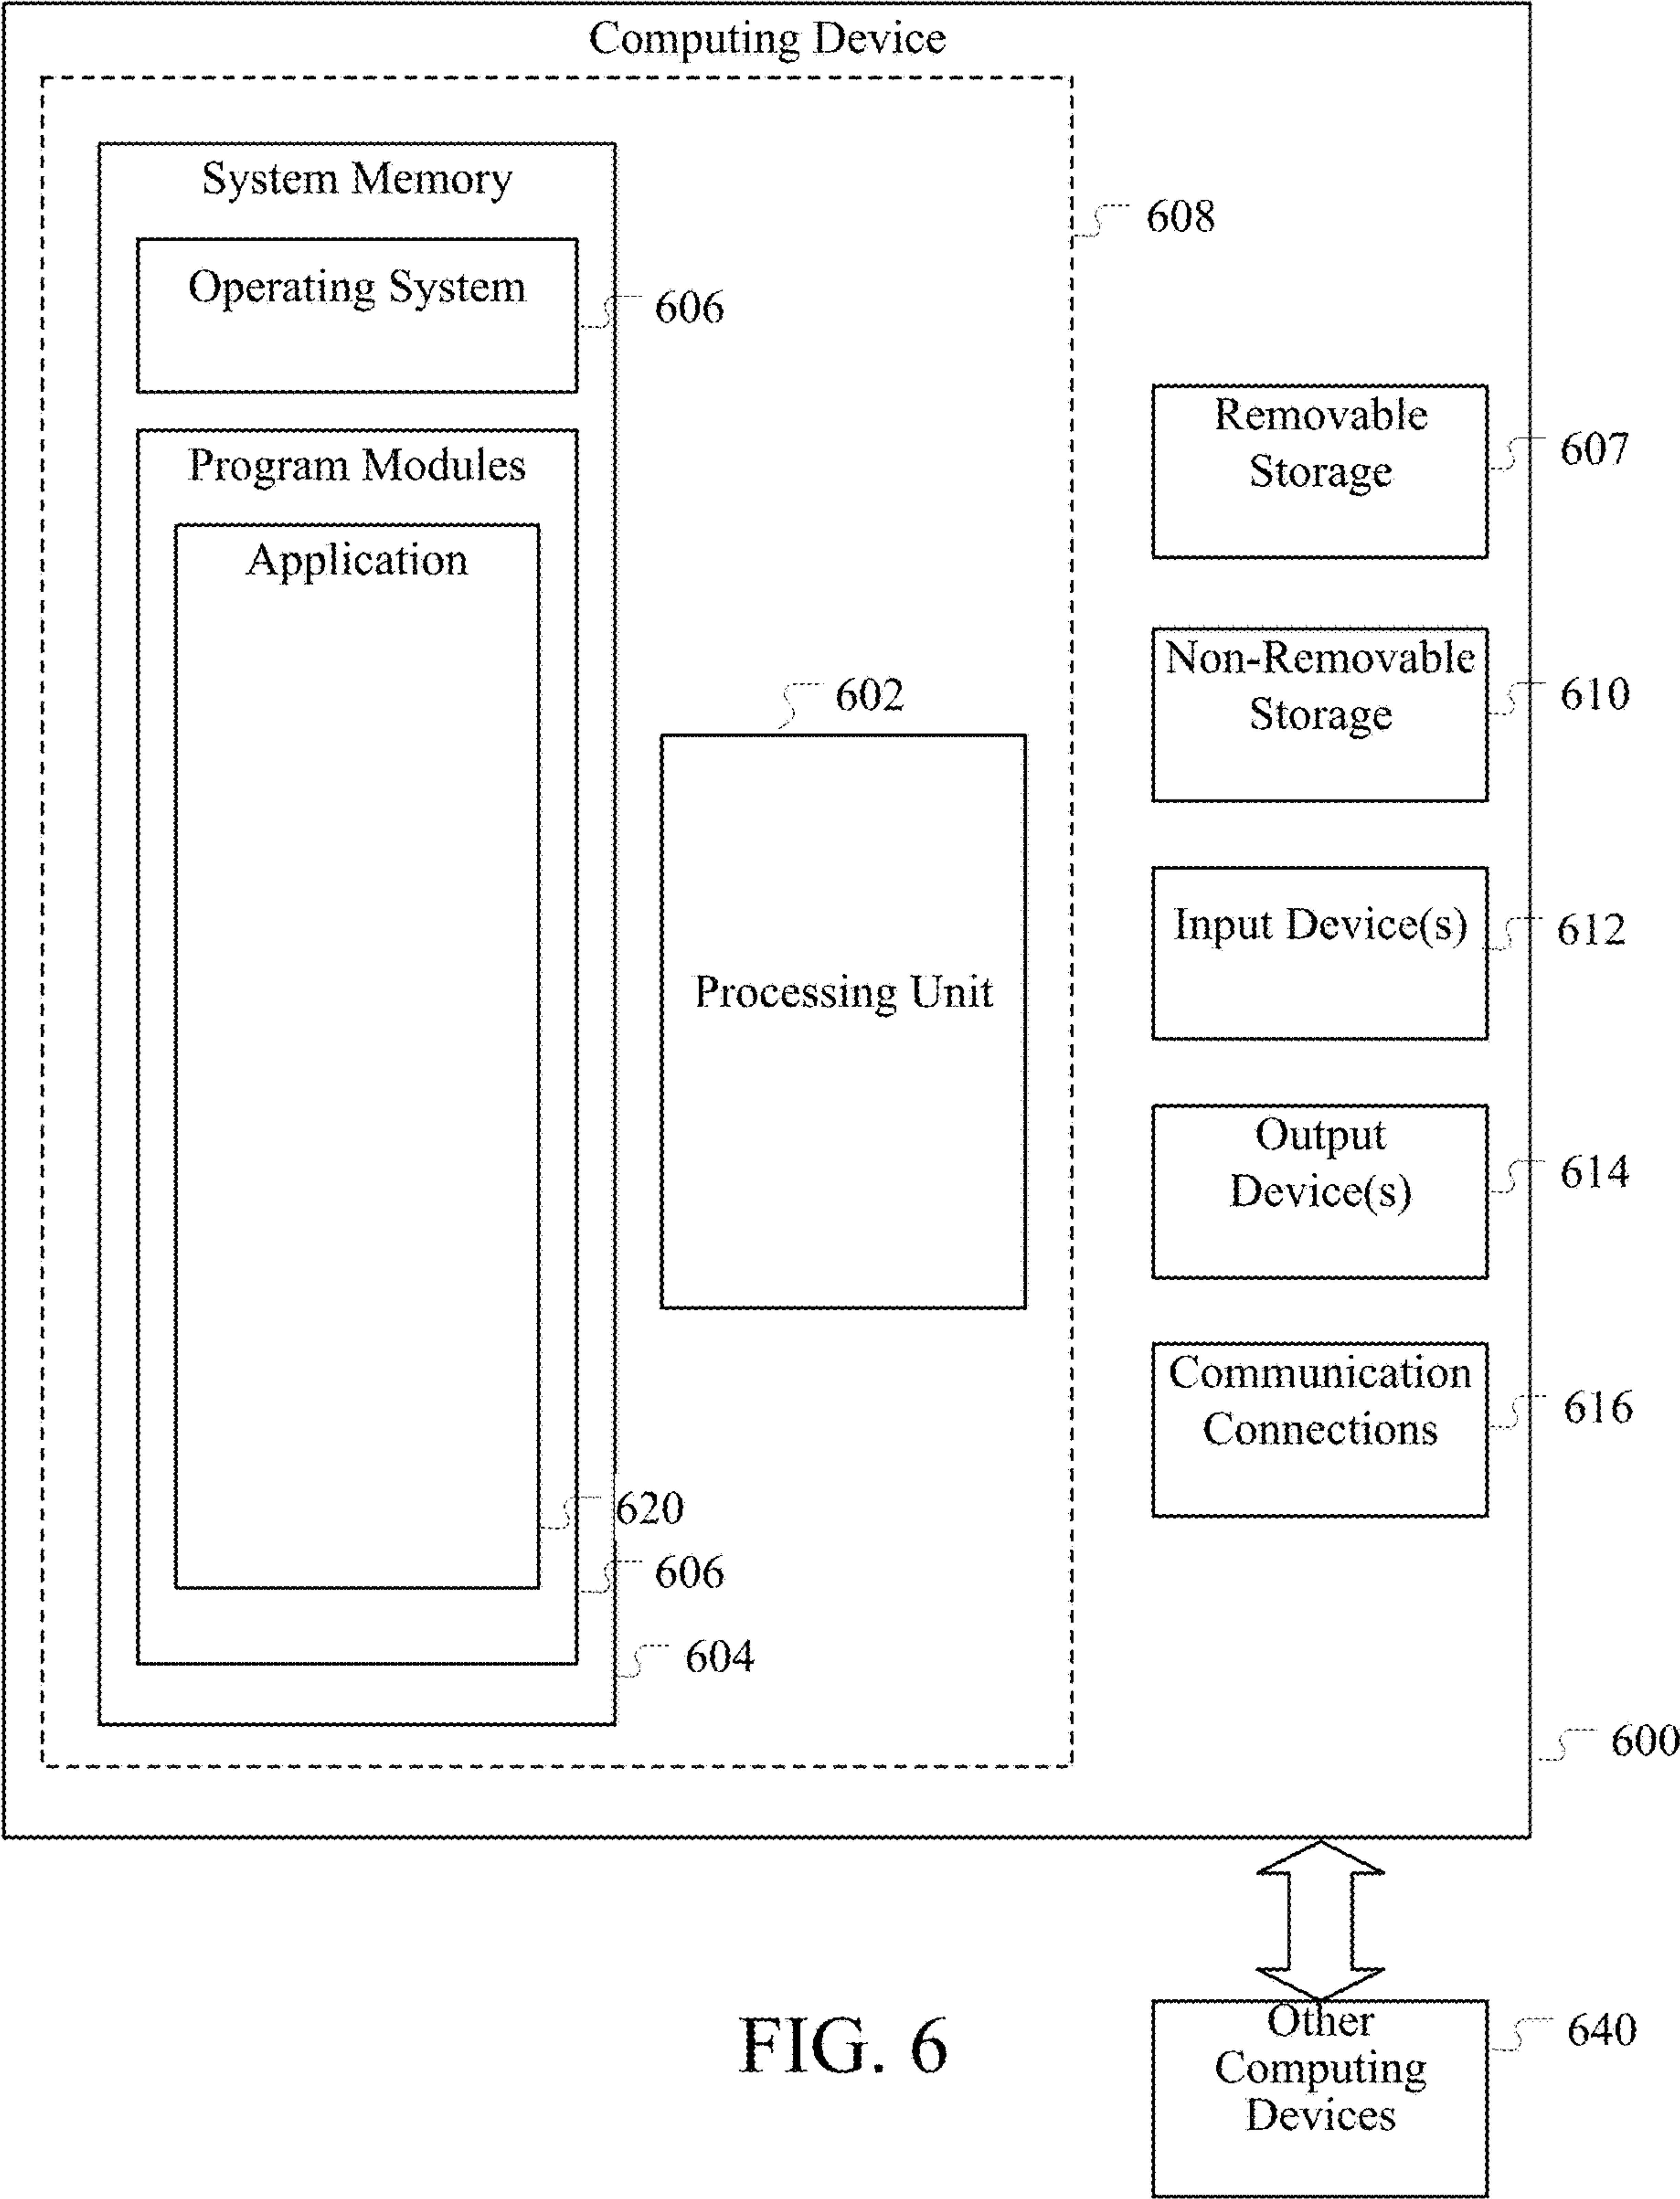 Computing Device
System Memory
608
Operating System
606
Removable
Storage
607
Program Modules
Application
Non-Removable
Storage
610
602
Input Device(s)
612
Processing Unit
Output
Device(s)
614
Communication
Connections
616
620
606
604
600
FIG. 6
Other
Computing
Devices
640